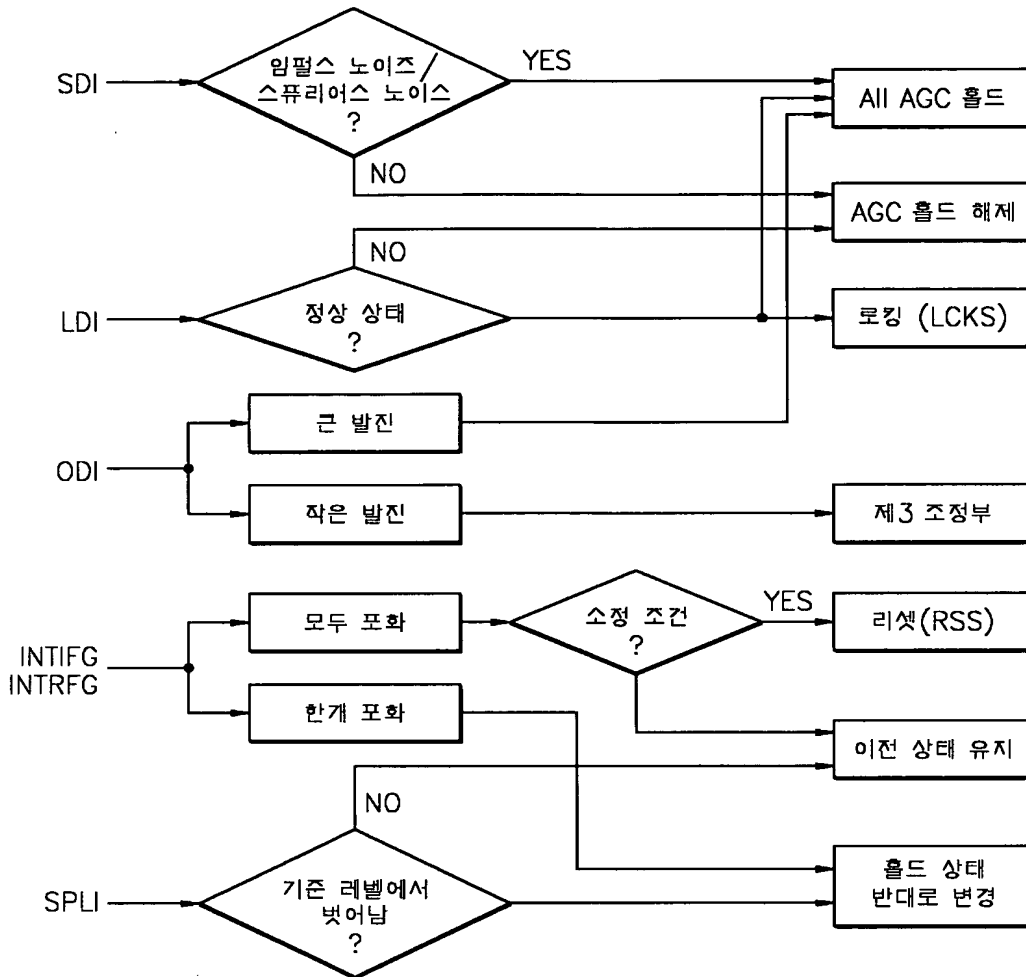 SDI
임펄스 노이즈/
스퓨리어스 노이스
?
YES
All AGC 홀드
NO
AGC 홀드 해제
NO
LDI
정상 상태
?
로킹 (LCKS)
큰 발진
ODI
작은 발진
제3 조정부
모두 포화
소정 조건
?
YES
리셋(RSS)
INTIFG
INTRFG
한개 포화
이전 상태 유지
NO
SPLI
기준 레벨에서
벗어남
?
홀드 상태
반대로 변경